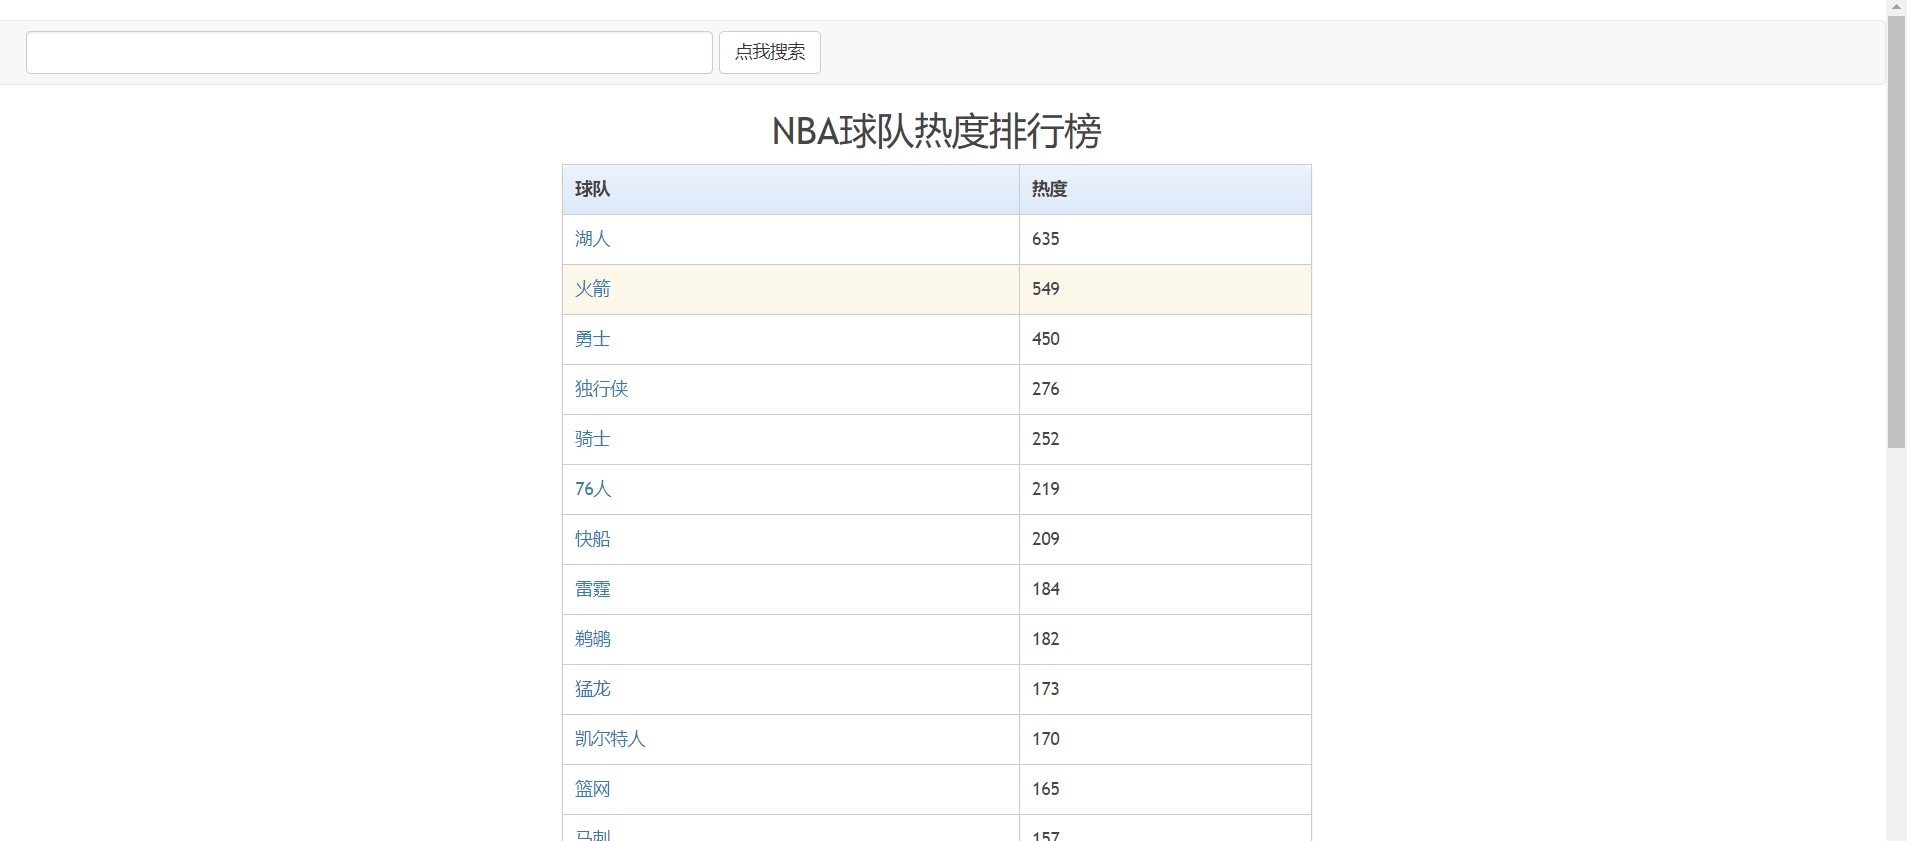 点我搜索
NBA球队热度排行榜
球队 热度
湖人 635
火箭 549
勇士 450
独行侠 276
骑士 252
76人 219
快船 209
雷霆 184
鹈鹕 182
猛龙 173
凯尔特人 170
篮网 165
马刺 157